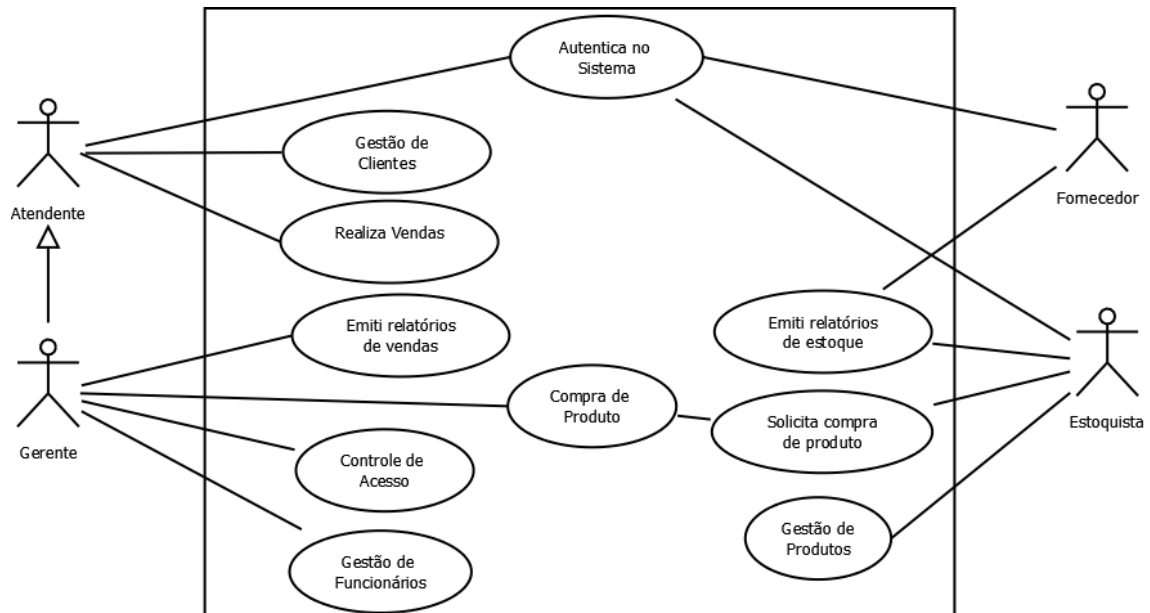 Autentica no
Sistema
Gestão de
Clientes
Atendente
Fornecedor
Realiza Vendas
Emiti relatórios
de vendas
Emiti relatórios
de estoque
Compra de
Produto
Solicita compra
de produto
Estoquista
Gerente
Controle de
Acesso
Gestão de
Produtos
Gestão de
Funcionários